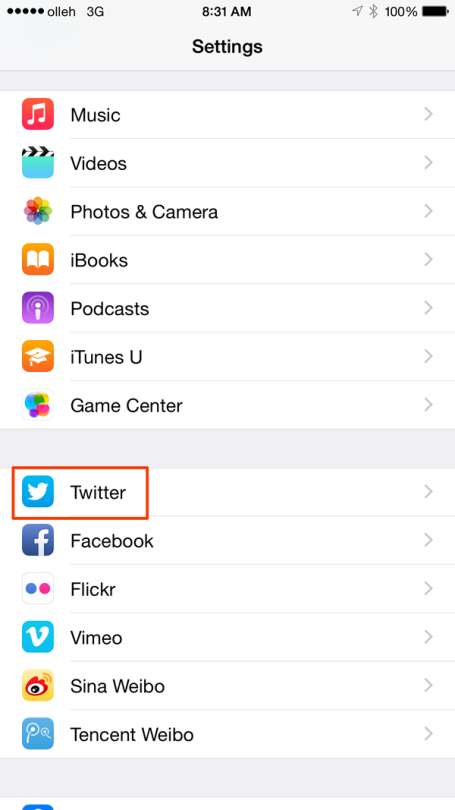 olleh 3G 8:31 AM 100%
Settings
Music
Videos
Photos & Camera
iBooks
Podcasts
iTunes U
Game Center
Twitter
Facebook
Flickr
Vimeo
Sina Weibo
Tencent Weibo